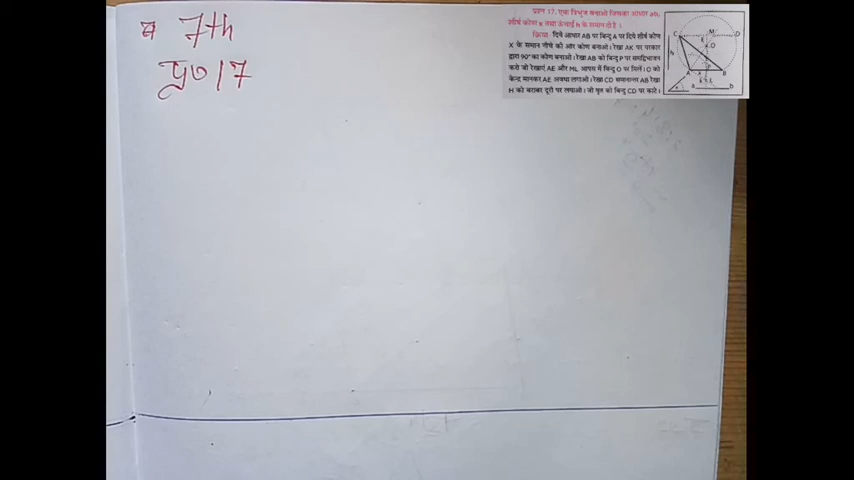 7th
प्र० 17
प्रश्न 17. एक त्रिभुज बनाओ जिसका आधार ab,
शीर्ष कोण x तथा ऊंचाई h के समान दी है ।
क्रिया- दिये आधार AB पर बिन्दु A पर दिये शीर्ष कोण
X के समान नीचे की ओर कोण बनाओ। रेखा AK पर परकार
द्वारा 90° का कोण बनाओ। रेखा AB को बिन्दु P पर समद्विभाजन
करो जो रेखाएं AE और ML आपस में बिन्दु O पर मिलें। O को
केन्द्र मानकर AE अवधा लगाओ। रेखा CD समानान्तर AB रेखा
H को बराबर दूरी पर लगाओ। जो वृत को बिन्दु CD पर काटे।
C M D
E
O
h
P
A B
K L
x A b